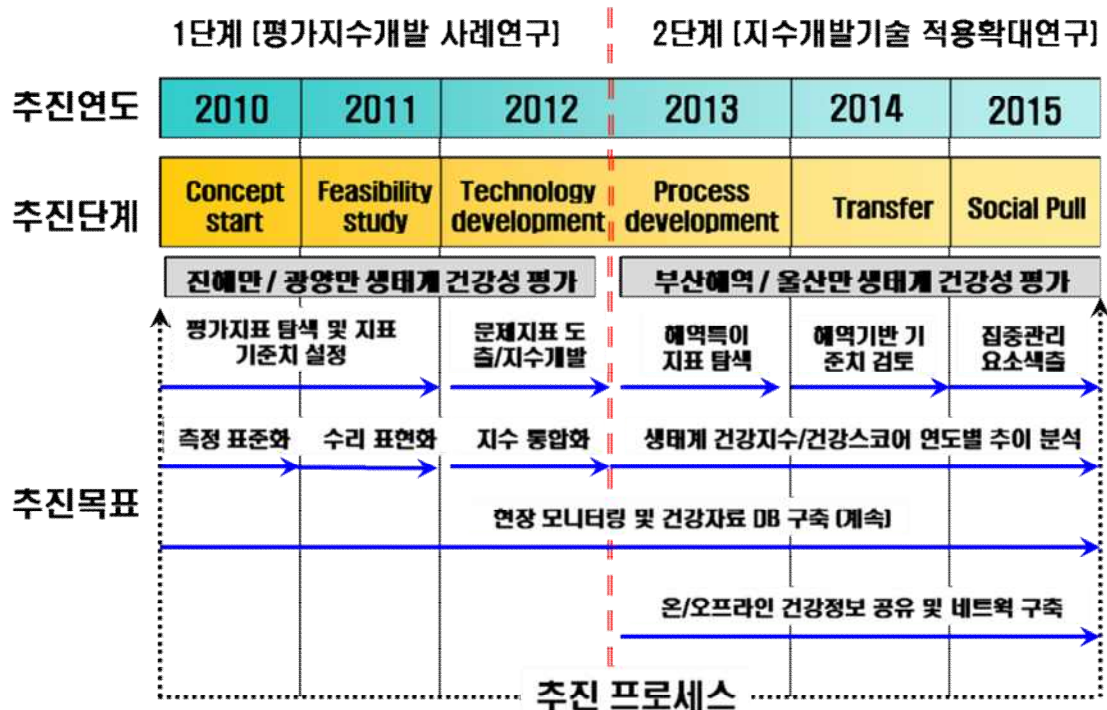 1단계 [평가지수개발 사례연구]
2단계 [지수개발기술 적용확대연구]
추진연도
2010
2011
2012
2013
2014
2015
추진단계
Concept
start
Feasibility
study
Technology
development
Process
development
Transfer
Social Pull
진해만 / 광양만 생태계 건강성 평가
부산해역 / 울산만 생태계 건강성 평가
추진목표
평가지표 탐색 및 지표
기준치 설정
문제지표 도
출/지수개발
해역특이
지표 탐색
해역기반 기
준치 검토
집중관리
요소색출
측정 표준화
수리 표현화
지수 통합화
생태계 건강지수/건강스코어 연도별 추이 분석
현장 모니터링 및 건강자료 DB 구축 (계속)
온/오프라인 건강정보 공유 및 네트웍 구축
추진 프로세스